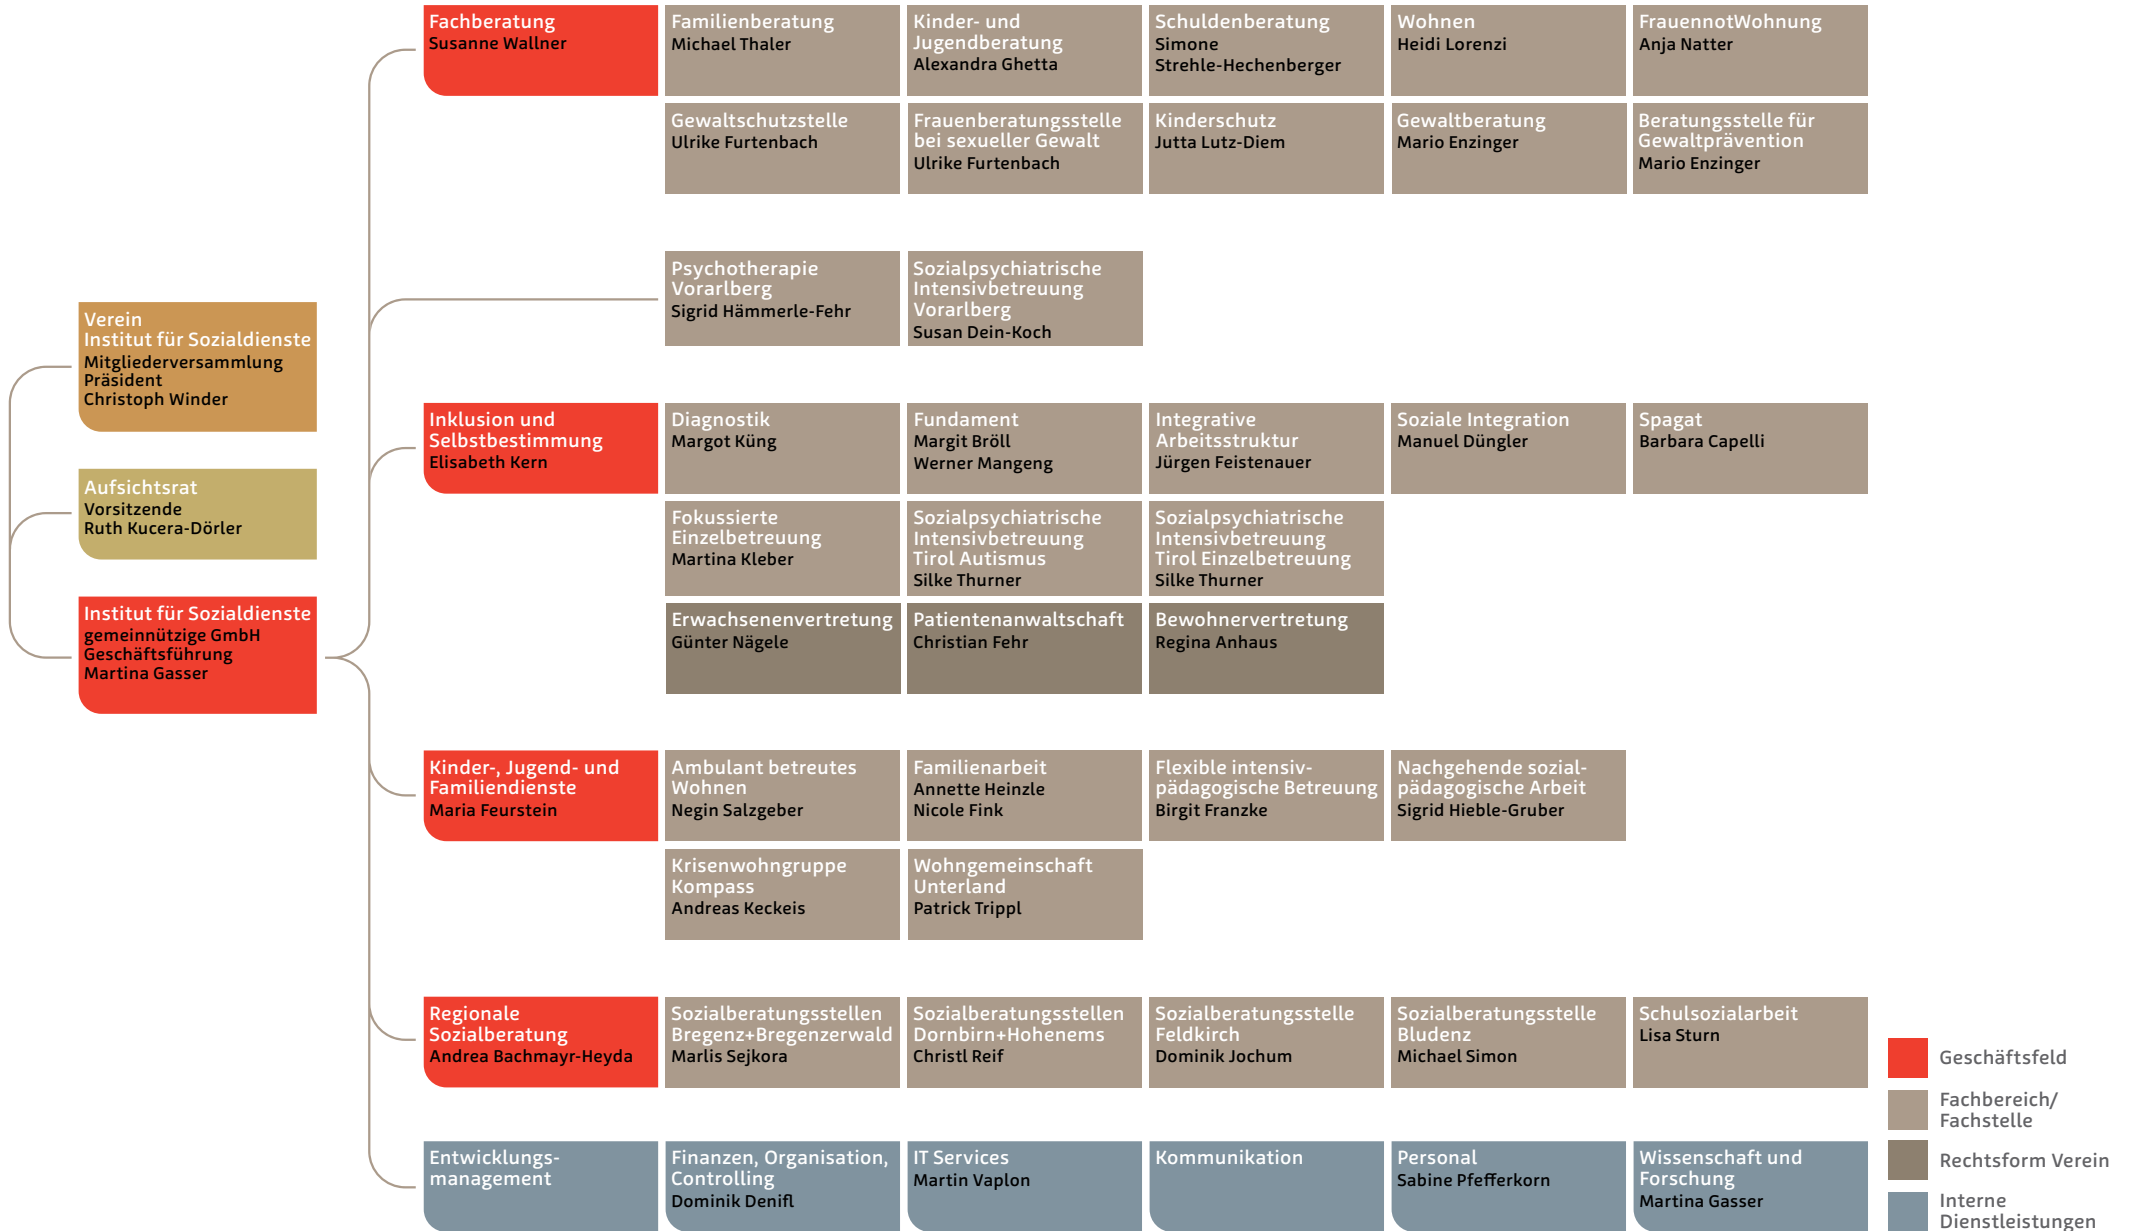 Verein
Institut für Sozialdienste
Mitgliederversammlung
Präsident
Christoph Winder
Aufsichtsrat
Vorsitzende
Ruth Kucera-Dörler
Institut für Sozialdienste
gemeinnützige GmbH
Geschäftsführung
Martina Gasser
Fachberatung
Susanne Wallner
Familienberatung
Michael Thaler
Kinder- und
Jugendberatung
Alexandra Ghetta
Schuldenberatung
Simone
Strehle-Hechenberger
Wohnen
Heidi Lorenzi
FrauennotWohnung
Anja Natter
Gewaltschutzstelle
Ulrike Furtenbach
Frauenberatungsstelle
bei sexueller Gewalt
Ulrike Furtenbach
Kinderschutz
Jutta Lutz-Diem
Gewaltberatung
Mario Enzinger
Beratungsstelle für
Gewaltprävention
Mario Enzinger
Psychotherapie
Vorarlberg
Sigrid Hämmerle-Fehr
Sozialpsychiatrische
Intensivbetreuung
Vorarlberg
Susan Dein-Koch
Inklusion und
Selbstbestimmung
Elisabeth Kern
Diagnostik
Margot Küng
Fundament
Margit Bröll
Werner Mangeng
Integrative
Arbeitsstruktur
Jürgen Feistenauer
Soziale Integration
Manuel Düngler
Spagat
Barbara Capelli
Fokussierte
Einzelbetreuung
Martina Kleber
Sozialpsychiatrische
Intensivbetreuung
Tirol Autismus
Silke Thurner
Sozialpsychiatrische
Intensivbetreuung
Tirol Einzelbetreuung
Silke Thurner
Erwachsenenvertretung
Günter Nägele
Patientenanwaltschaft
Christian Fehr
Bewohnervertretung
Regina Anhaus
Kinder-, Jugend- und
Familiendienste
Maria Feurstein
Ambulant betreutes
Wohnen
Negin Salzgeber
Familienarbeit
Annette Heinzle
Nicole Fink
Flexible intensiv-
pädagogische Betreuung
Birgit Franzke
Nachgehende sozial-
pädagogische Arbeit
Sigrid Hieble-Gruber
Krisenwohngruppe
Kompass
Andreas Keckeis
Wohngemeinschaft
Unterland
Patrick Trippl
Regionale
Sozialberatung
Andrea Bachmayr-Heyda
Sozialberatungsstellen
Bregenz+Bregenzerwald
Marlis Sejkora
Sozialberatungsstellen
Dornbirn+Hohenems
Christl Reif
Sozialberatungsstelle
Feldkirch
Dominik Jochum
Sozialberatungsstelle
Bludenz
Michael Simon
Schulsozialarbeit
Lisa Sturn
Entwicklungs-
management
Finanzen, Organisation,
Controlling
Dominik Denifl
IT Services
Martin Vaplon
Kommunikation
Personal
Sabine Pfefferkorn
Wissenschaft und
Forschung
Martina Gasser
Geschäftsfeld
Fachbereich/
Fachstelle
Rechtsform Verein
Interne
Dienstleistungen